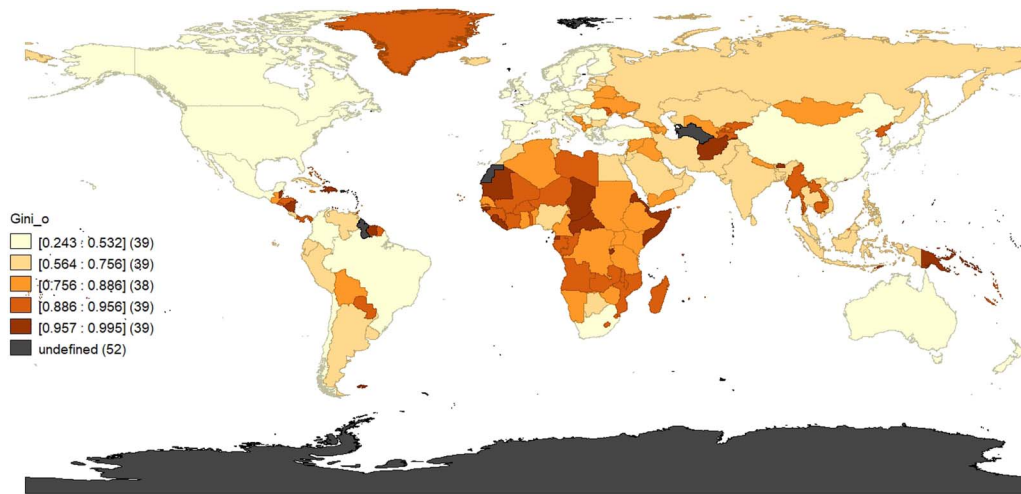 Gini_o
[0.243 : 0.532] (39)
[0.564 : 0.756] (39)
[0.756 : 0.886] (38)
[0.886 : 0.956] (39)
[0.957 : 0.995] (39)
undefined (52)